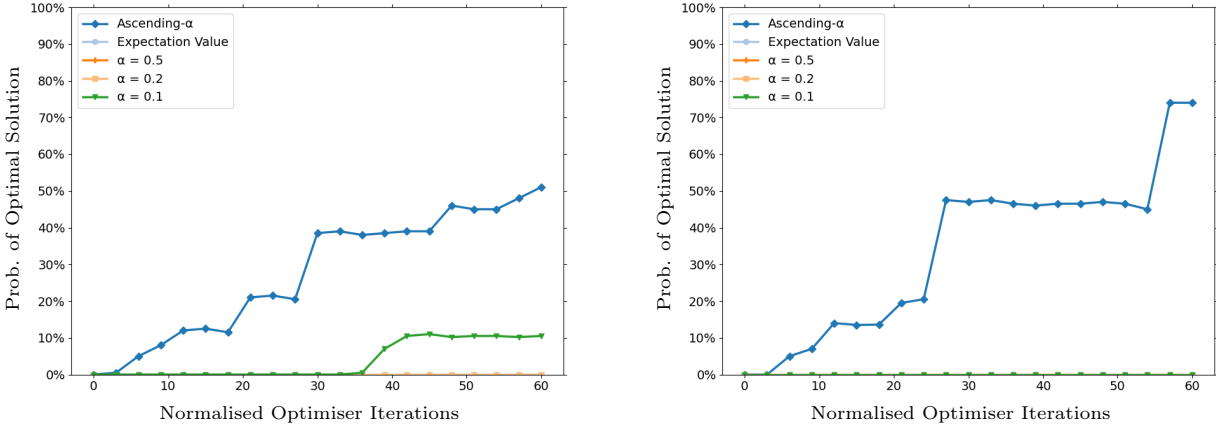 100%
90%
80%
70%
60%
50%
40%
30%
20%
10%
0%
Prob. of Optimal Solution
Ascending-α
Expectation Value
α = 0.5
α = 0.2
α = 0.1
0 10 20 30 40 50 60
Normalised Optimiser Iterations
100%
90%
80%
70%
60%
50%
40%
30%
20%
10%
0%
Prob. of Optimal Solution
Ascending-α
Expectation Value
α = 0.5
α = 0.2
α = 0.1
0 10 20 30 40 50 60
Normalised Optimiser Iterations